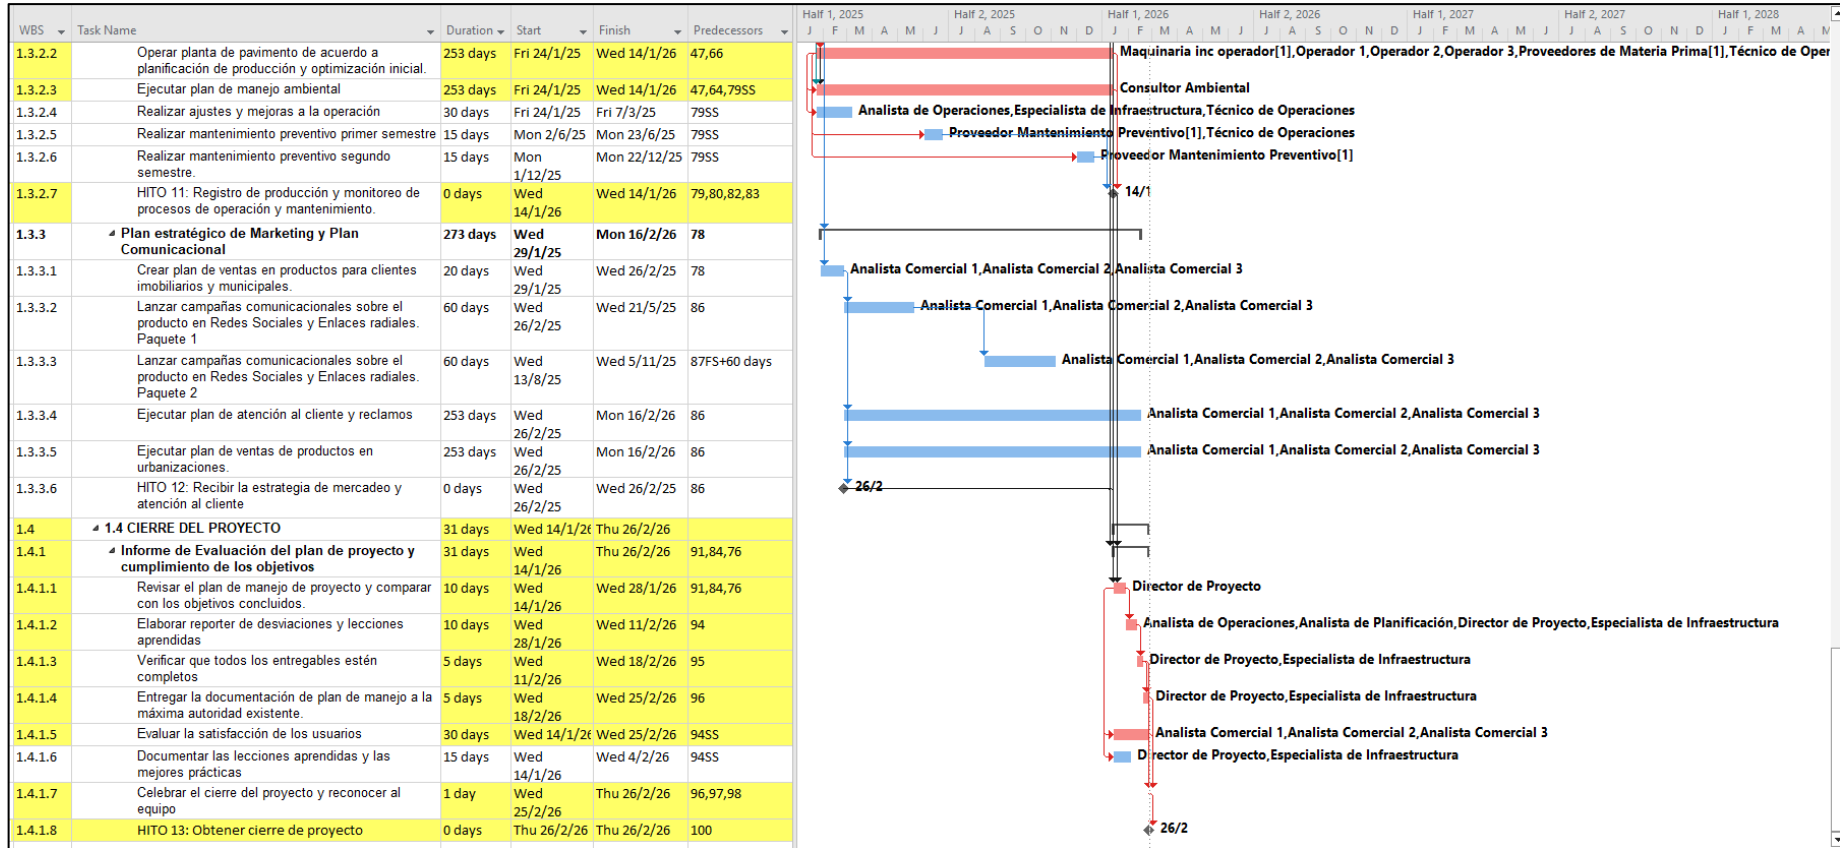 Half 1, 2025 Half 2, 2025 Half 1, 2026 Half 2, 2026 Half 1, 2027 Half 2, 2027 Half 1, 2028
WBS Task Name Duration Start Finish Predecessors J F M A M J J A S O N D J F M A M J J A S O N D J F M A M J J A S O N D J F M A M
1.3.2.2 Operar planta de pavimento de acuerdo a 253 days Fri 24/1/25 Wed 14/1/26 47,66 Maquinaria inc operador[1],Operador 1,Operador 2,Operador 3,Proveedores de Materia Prima[1],Técnico de Oper
planificación de producción y optimización inicial.
1.3.2.3 Ejecutar plan de manejo ambiental 253 days Fri 24/1/25 Wed 14/1/26 47,64,79SS Consultor Ambiental
1.3.2.4 Realizar ajustes y mejoras a la operación 30 days Fri 24/1/25 Fri 7/3/25 79SS Analista de Operaciones,Especialista de Infraestructura,Técnico de Operaciones
1.3.2.5 Realizar mantenimiento preventivo primer semestre 15 days Mon 2/6/25 Mon 23/6/25 79SS Proveedor Mantenimiento Preventivo[1],Técnico de Operaciones
1.3.2.6 Realizar mantenimiento preventivo segundo 15 days Mon Mon 22/12/25 79SS Proveedor Mantenimiento Preventivo[1]
semestre. 1/12/25
1.3.2.7 HITO 11: Registro de producción y monitoreo de 0 days Wed Wed 14/1/26 79,80,82,83 14/1
procesos de operación y mantenimiento. 14/1/26
1.3.3 Plan estratégico de Marketing y Plan 273 days Wed Mon 16/2/26 78
Comunicacional 29/1/25
1.3.3.1 Crear plan de ventas en productos para clientes 20 days Wed Wed 26/2/25 78 Analista Comercial 1,Analista Comercial 2,Analista Comercial 3
imobiliarios y municipales. 29/1/25
1.3.3.2 Lanzar campañas comunicacionales sobre el 60 days Wed Wed 21/5/25 86 Analista Comercial 1,Analista Comercial 2,Analista Comercial 3
producto en Redes Sociales y Enlaces radiales. 26/2/25
Paquete 1
1.3.3.3 Lanzar campañas comunicacionales sobre el 60 days Wed Wed 5/11/25 87FS+60 days Analista Comercial 1,Analista Comercial 2,Analista Comercial 3
producto en Redes Sociales y Enlaces radiales. 13/8/25
Paquete 2
1.3.3.4 Ejecutar plan de atención al cliente y reclamos 253 days Wed Mon 16/2/26 86 Analista Comercial 1,Analista Comercial 2,Analista Comercial 3
26/2/25
1.3.3.5 Ejecutar plan de ventas de productos en 253 days Wed Mon 16/2/26 86 Analista Comercial 1,Analista Comercial 2,Analista Comercial 3
urbanizaciones. 26/2/25
1.3.3.6 HITO 12: Recibir la estrategia de mercadeo y 0 days Wed Wed 26/2/25 86 26/2
atención al cliente 26/2/25
1.4 1.4 CIERRE DEL PROYECTO 31 days Wed 14/1/26 Thu 26/2/26
1.4.1 Informe de Evaluación del plan de proyecto y 31 days Wed Thu 26/2/26 91,84,76
cumplimiento de los objetivos 14/1/26
1.4.1.1 Revisar el plan de manejo de proyecto y comparar 10 days Wed Wed 28/1/26 91,84,76 Director de Proyecto
con los objetivos concluidos. 14/1/26
1.4.1.2 Elaborar reporter de desviaciones y lecciones 10 days Wed Wed 11/2/26 94 Analista de Operaciones,Analista de Planificación,Director de Proyecto,Especialista de Infraestructura
aprendidas 28/1/26
1.4.1.3 Verificar que todos los entregables estén 5 days Wed Wed 18/2/26 95 Director de Proyecto,Especialista de Infraestructura
completos 11/2/26
1.4.1.4 Entregar la documentación de plan de manejo a la 5 days Wed Wed 25/2/26 96 Director de Proyecto,Especialista de Infraestructura
máxima autoridad existente. 18/2/26
1.4.1.5 Evaluar la satisfacción de los usuarios 30 days Wed 14/1/26 Wed 25/2/26 94SS Analista Comercial 1,Analista Comercial 2,Analista Comercial 3
1.4.1.6 Documentar las lecciones aprendidas y las 15 days Wed Wed 4/2/26 94SS Director de Proyecto,Especialista de Infraestructura
mejores prácticas 14/1/26
1.4.1.7 Celebrar el cierre del proyecto y reconocer al 1 day Wed Thu 26/2/26 96,97,98
equipo 25/2/26
1.4.1.8 HITO 13: Obtener cierre de proyecto 0 days Thu 26/2/26 Thu 26/2/26 100 26/2